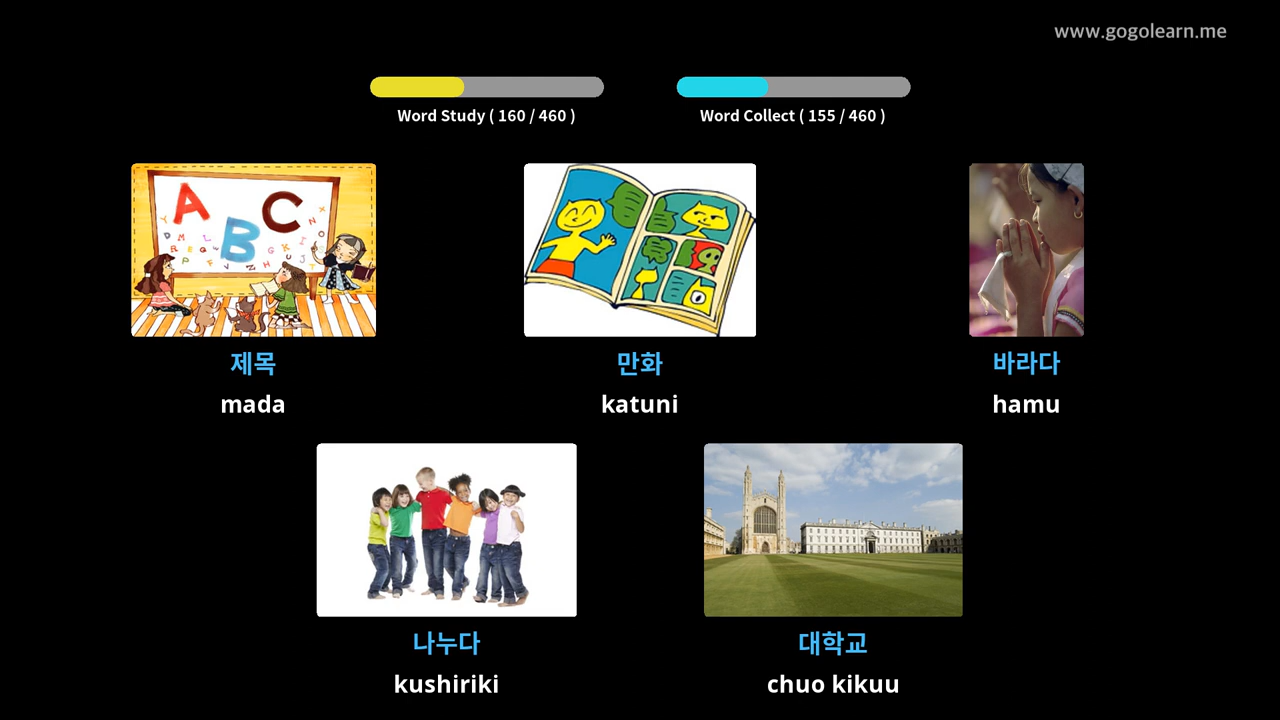 www.gogolearn.me
Word Study ( 160 / 460 )
Word Collect ( 155 / 460 )
A B C
제목
mada
만화
katuni
바라다
hamu
나누다
kushiriki
대학교
chuo kikuu